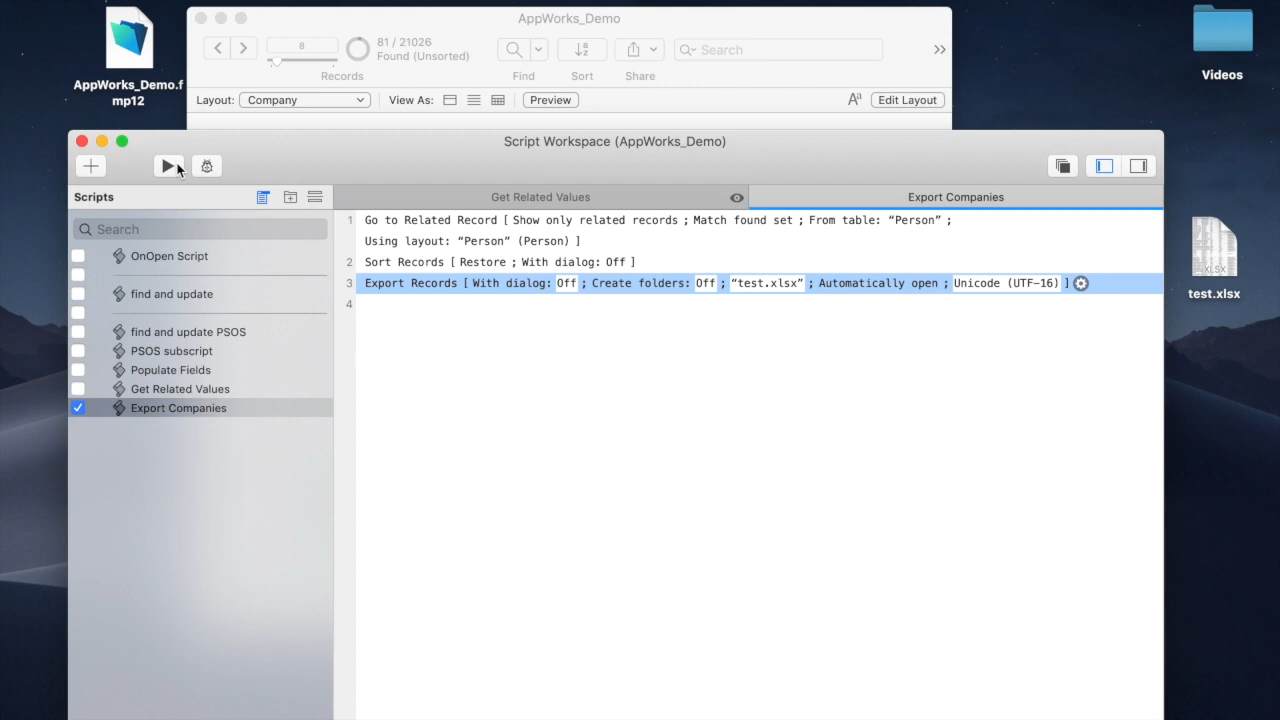 AppWorks_Demo.f
mp12
AppWorks_Demo
8
81 / 21026
Found (Unsorted)
Search
Records
Find
Sort
Share
Layout:
Company
View As:
Preview
Aa
Edit Layout
Videos
Script Workspace (AppWorks_Demo)
Scripts
Get Related Values
Export Companies
Search
OnOpen Script
find and update
find and update PSOS
PSOS subscript
Populate Fields
Get Related Values
Export Companies
1 Go to Related Record [ Show only related records ; Match found set ; From table: “Person” ;
Using layout: “Person” (Person) ]
2 Sort Records [ Restore ; With dialog: Off ]
3 Export Records [ With dialog: Off ; Create folders: Off ; “test.xlsx” ; Automatically open ; Unicode (UTF-16) ]
4
XLSX
test.xlsx